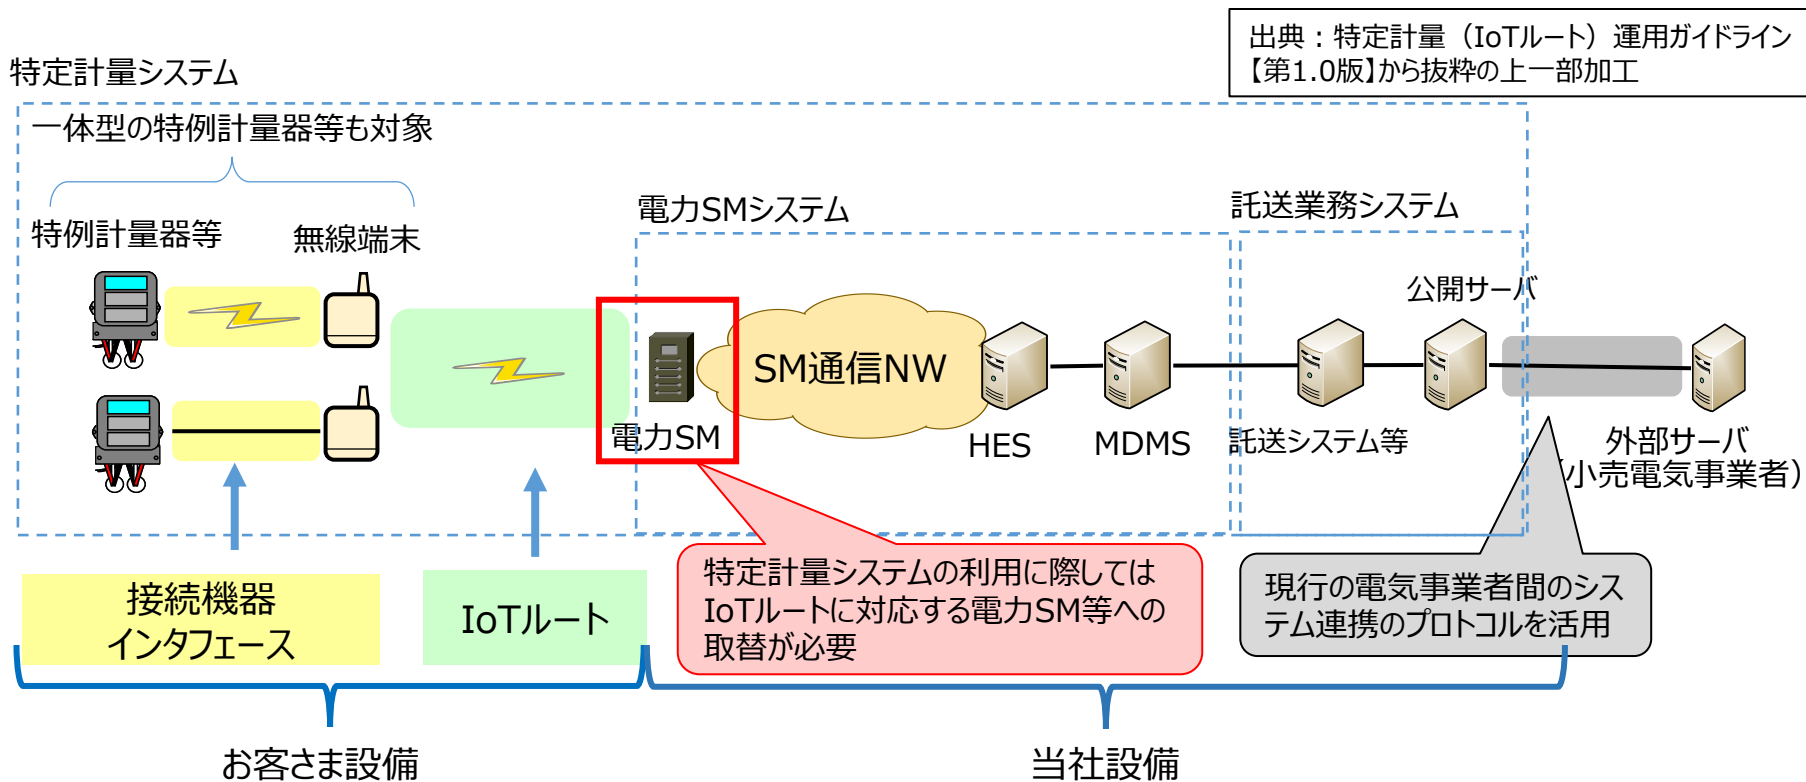 出典：特定計量（IoTルート）運用ガイドライン
【第1.0版】から抜粋の上一部加工
特定計量システム
一体型の特例計量器等も対象
特例計量器等
無線端末
電力SMシステム
託送業務システム
公開サーバ
SM通信NW
電力SM
HES
MDMS
託送システム等
外部サーバ
（小売電気事業者）
接続機器
インタフェース
IoTルート
特定計量システムの利用に際しては
IoTルートに対応する電力SM等への
取替が必要
現行の電気事業者間のシス
テム連携のプロトコルを活用
お客さま設備
当社設備